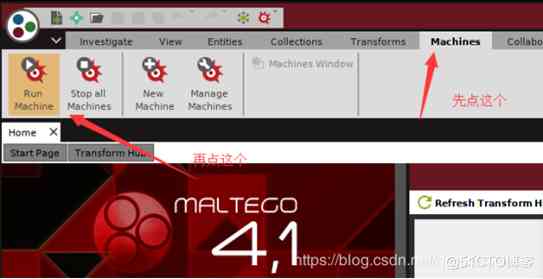 Investigate View Entities Collections Transforms Machines Collabo
Run Machine
Stop all Machines
New Machine
Manage Machines
Machines Window
先点这个
Home
Start Page Transform Hub
再点这个
Refresh Transform H
MALTEGO
4,1
https://blog.csdn.net/
@51CTO博客